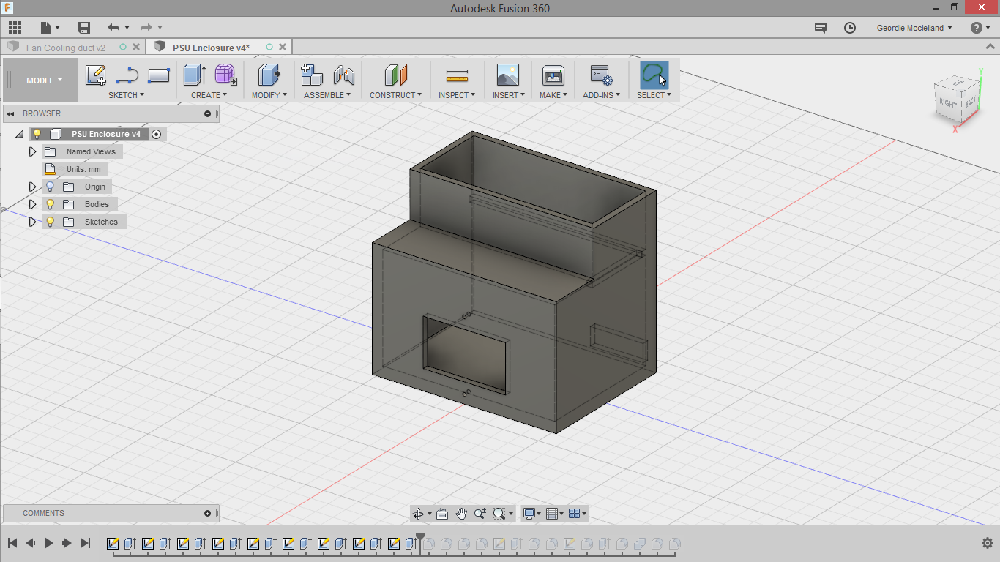 Autodesk Fusion 360
Geordie Mcclelland
Fan Cooling duct v2
PSU Enclosure v4*
MODEL
SKETCH
CREATE
MODIFY
ASSEMBLE
CONSTRUCT
INSPECT
INSERT
MAKE
ADD-INS
SELECT
BROWSER
PSU Enclosure v4
Named Views
Units: mm
Origin
Bodies
Sketches
Y
RIGHT
BACK
X
COMMENTS